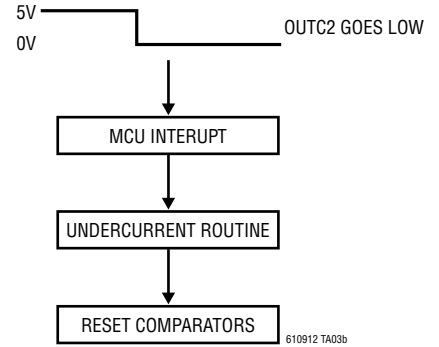 5V
OUTC2 GOES LOW
0V
MCU INTERUPT
UNDERCURRENT ROUTINE
RESET COMPARATORS
610912 TA03b